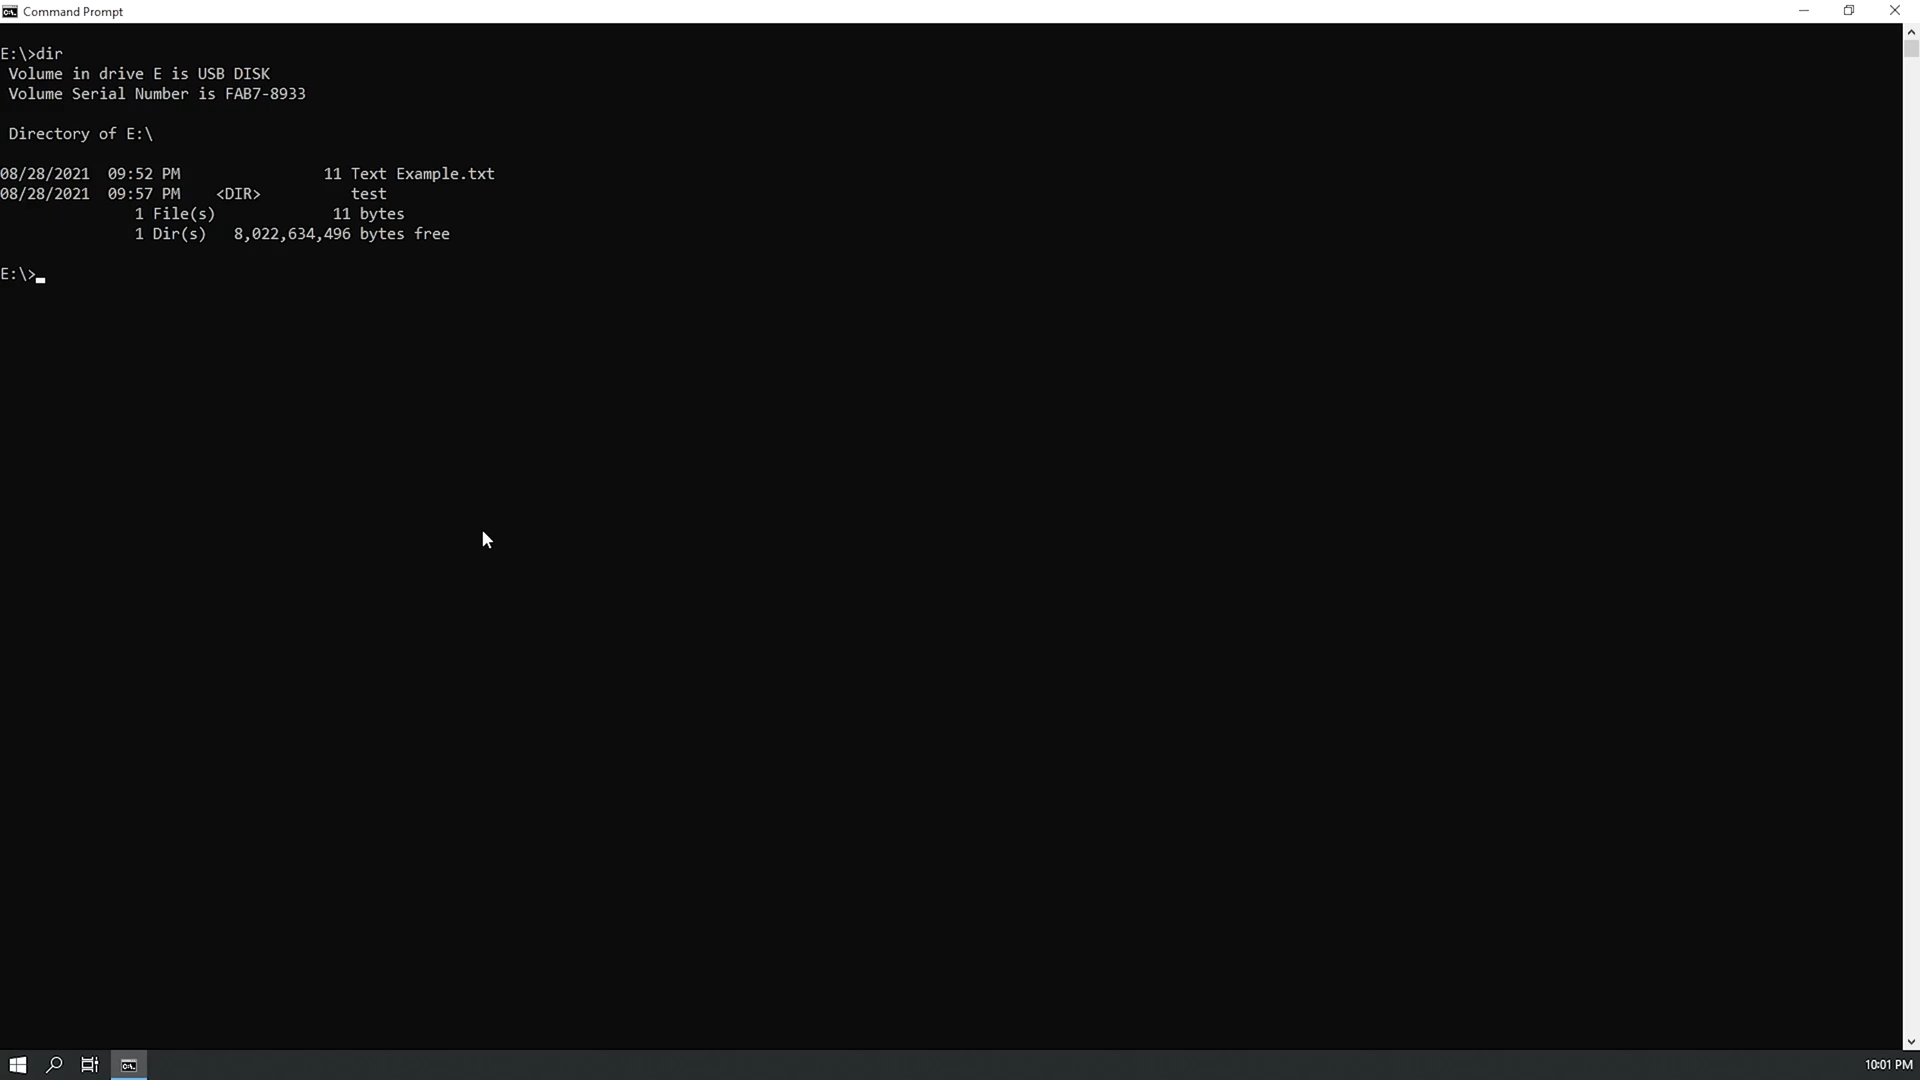 Command Prompt
E:\>dir
 Volume in drive E is USB DISK
 Volume Serial Number is FAB7-8933
 Directory of E:\
08/28/2021  09:52 PM                11 Text Example.txt
08/28/2021  09:57 PM    <DIR>          test
               1 File(s)             11 bytes
               1 Dir(s)   8,022,634,496 bytes free
E:\>
10:01 PM